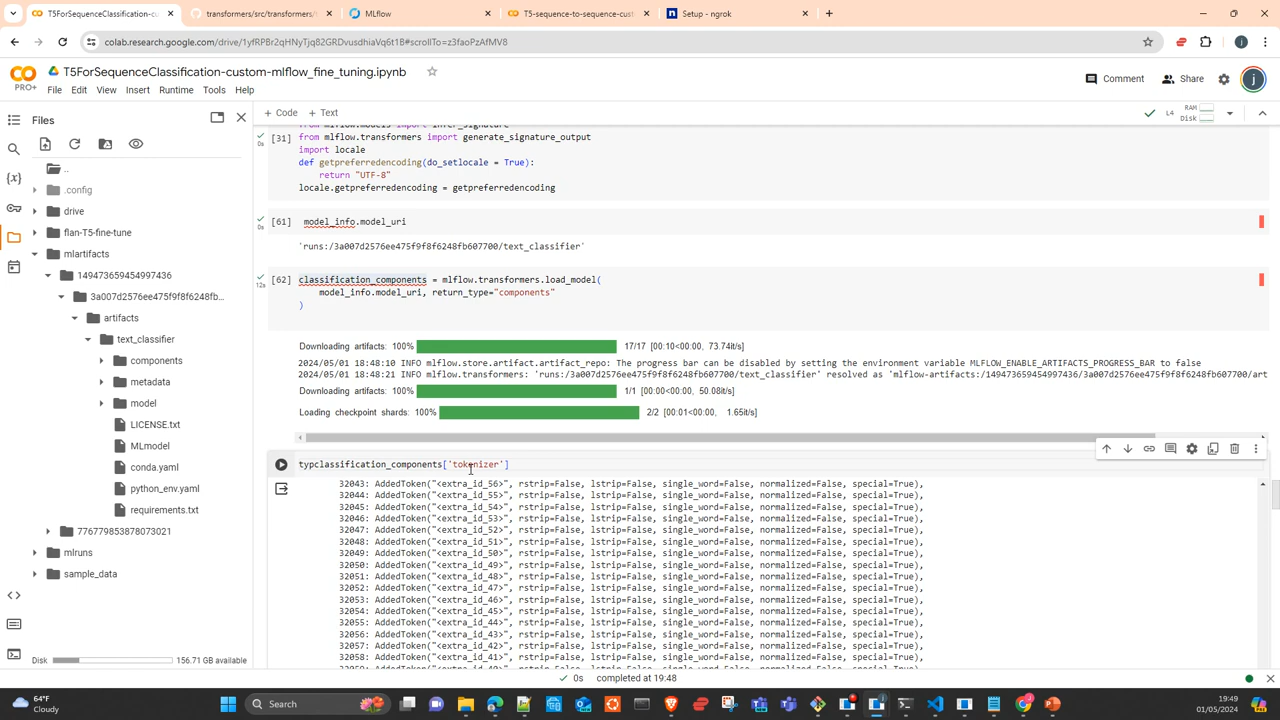 T5ForSequenceClassification-cu
transformers/src/transformers/
MLflow
T5-sequence-to-sequence-cust
Setup - ngrok
colab.research.google.com/drive/1yfRPBr2qHNyTjq82GRDvusdhiaVq6t1B#scrollTo=z3faoPzAfMV8
T5ForSequenceClassification-custom-mlflow_fine_tuning.ipynb
PRO+
File Edit View Insert Runtime Tools Help
Comment Share
Files
+ Code + Text
L4 RAM Disk
..
.config
drive
flan-T5-fine-tune
mlartifacts
149473659454997436
3a007d2576ee475f9f8f6248fb...
artifacts
text_classifier
components
metadata
model
LICENSE.txt
MLmodel
conda.yaml
python_env.yaml
requirements.txt
776779853878073021
mlruns
sample_data
Disk 156.71 GB available
from mlflow.models import infer_signature
[31] from mlflow.transformers import generate_signature_output
0s
import locale
def getpreferredencoding(do_setlocale = True):
return "UTF-8"
locale.getpreferredencoding = getpreferredencoding
[61] model_info.model_uri
0s
'runs:/3a007d2576ee475f9f8f6248fb607700/text_classifier'
[62] classification_components = mlflow.transformers.load_model(
12s
model_info.model_uri, return_type="components"
)
Downloading artifacts: 100% 17/17 [00:10<00:00, 73.74it/s]
2024/05/01 18:48:10 INFO mlflow.store.artifact.artifact_repo: The progress bar can be disabled by setting the environment variable MLFLOW_ENABLE_ARTIFACTS_PROGRESS_BAR to false
2024/05/01 18:48:21 INFO mlflow.transformers: 'runs:/3a007d2576ee475f9f8f6248fb607700/text_classifier' resolved as 'mlflow-artifacts:/149473659454997436/3a007d2576ee475f9f8f6248fb607700/art
Downloading artifacts: 100% 1/1 [00:00<00:00, 50.08it/s]
Loading checkpoint shards: 100% 2/2 [00:01<00:00, 1.65it/s]
typclassification_components['tokenizer']
32043: AddedToken("<extra_id_56>", rstrip=False, lstrip=False, single_word=False, normalized=False, special=True),
32044: AddedToken("<extra_id_55>", rstrip=False, lstrip=False, single_word=False, normalized=False, special=True),
32045: AddedToken("<extra_id_54>", rstrip=False, lstrip=False, single_word=False, normalized=False, special=True),
32046: AddedToken("<extra_id_53>", rstrip=False, lstrip=False, single_word=False, normalized=False, special=True),
32047: AddedToken("<extra_id_52>", rstrip=False, lstrip=False, single_word=False, normalized=False, special=True),
32048: AddedToken("<extra_id_51>", rstrip=False, lstrip=False, single_word=False, normalized=False, special=True),
32049: AddedToken("<extra_id_50>", rstrip=False, lstrip=False, single_word=False, normalized=False, special=True),
32050: AddedToken("<extra_id_49>", rstrip=False, lstrip=False, single_word=False, normalized=False, special=True),
32051: AddedToken("<extra_id_48>", rstrip=False, lstrip=False, single_word=False, normalized=False, special=True),
32052: AddedToken("<extra_id_47>", rstrip=False, lstrip=False, single_word=False, normalized=False, special=True),
32053: AddedToken("<extra_id_46>", rstrip=False, lstrip=False, single_word=False, normalized=False, special=True),
32054: AddedToken("<extra_id_45>", rstrip=False, lstrip=False, single_word=False, normalized=False, special=True),
32055: AddedToken("<extra_id_44>", rstrip=False, lstrip=False, single_word=False, normalized=False, special=True),
32056: AddedToken("<extra_id_43>", rstrip=False, lstrip=False, single_word=False, normalized=False, special=True),
32057: AddedToken("<extra_id_42>", rstrip=False, lstrip=False, single_word=False, normalized=False, special=True),
32058: AddedToken("<extra_id_41>", rstrip=False, lstrip=False, single_word=False, normalized=False, special=True),
0s completed at 19:48
64°F
Cloudy
Search
19:49
01/05/2024